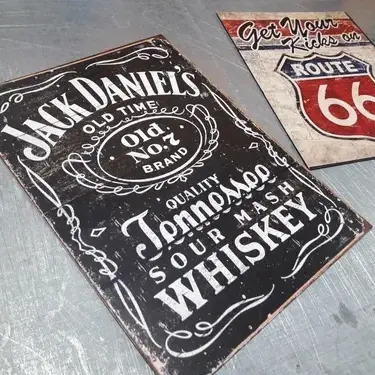 JACK DANIEL'S
OLD TIME
Old
No. 7
BRAND
QUALITY
Tennessee
SOUR MASH
WHISKEY
Get Your
Kicks on
ROUTE
66